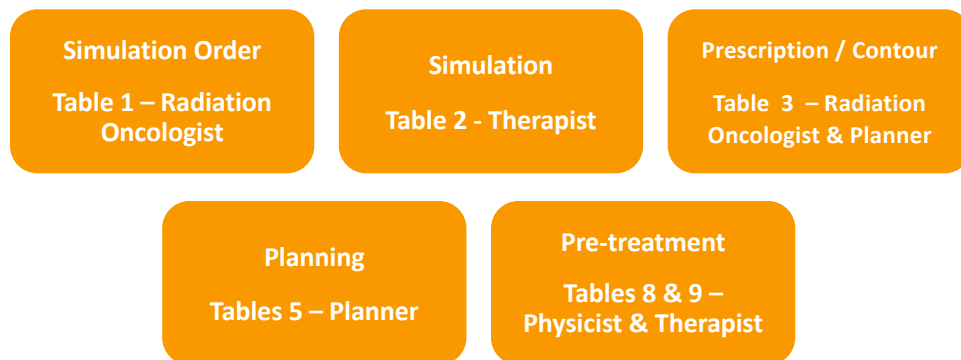 Simulation Order
Table 1 – Radiation
Oncologist
Simulation
Table 2 - Therapist
Prescription / Contour
Table 3 – Radiation
Oncologist & Planner
Planning
Tables 5 – Planner
Pre-treatment
Tables 8 & 9 –
Physicist & Therapist